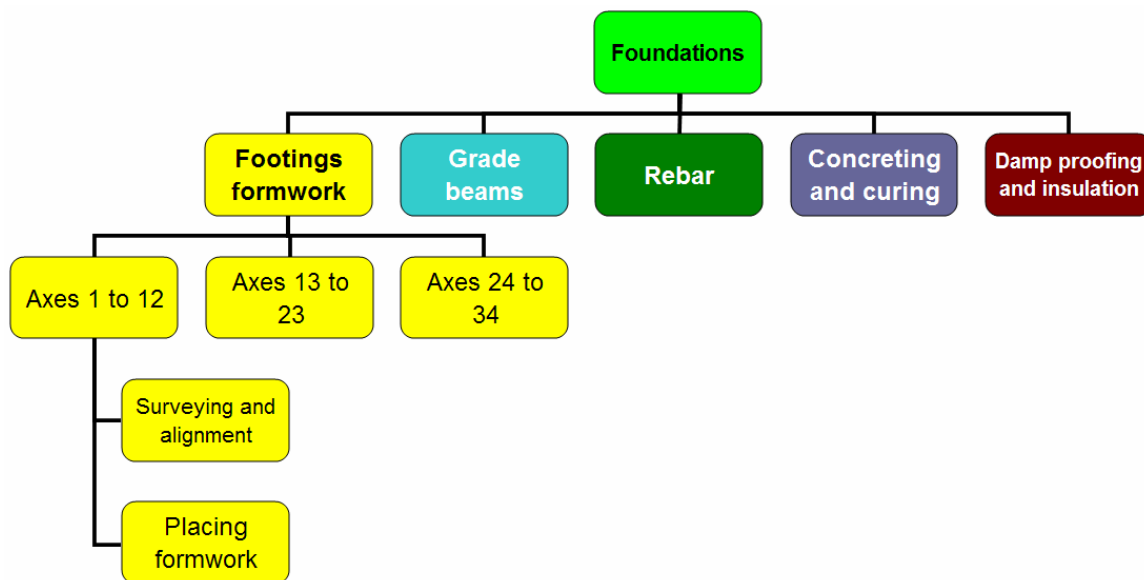 Foundations
Footings
formwork
Grade
beams
Rebar
Concreting
and curing
Damp proofing
and insulation
Axes 1 to 12
Axes 13 to
23
Axes 24 to
34
Surveying and
alignment
Placing
formwork